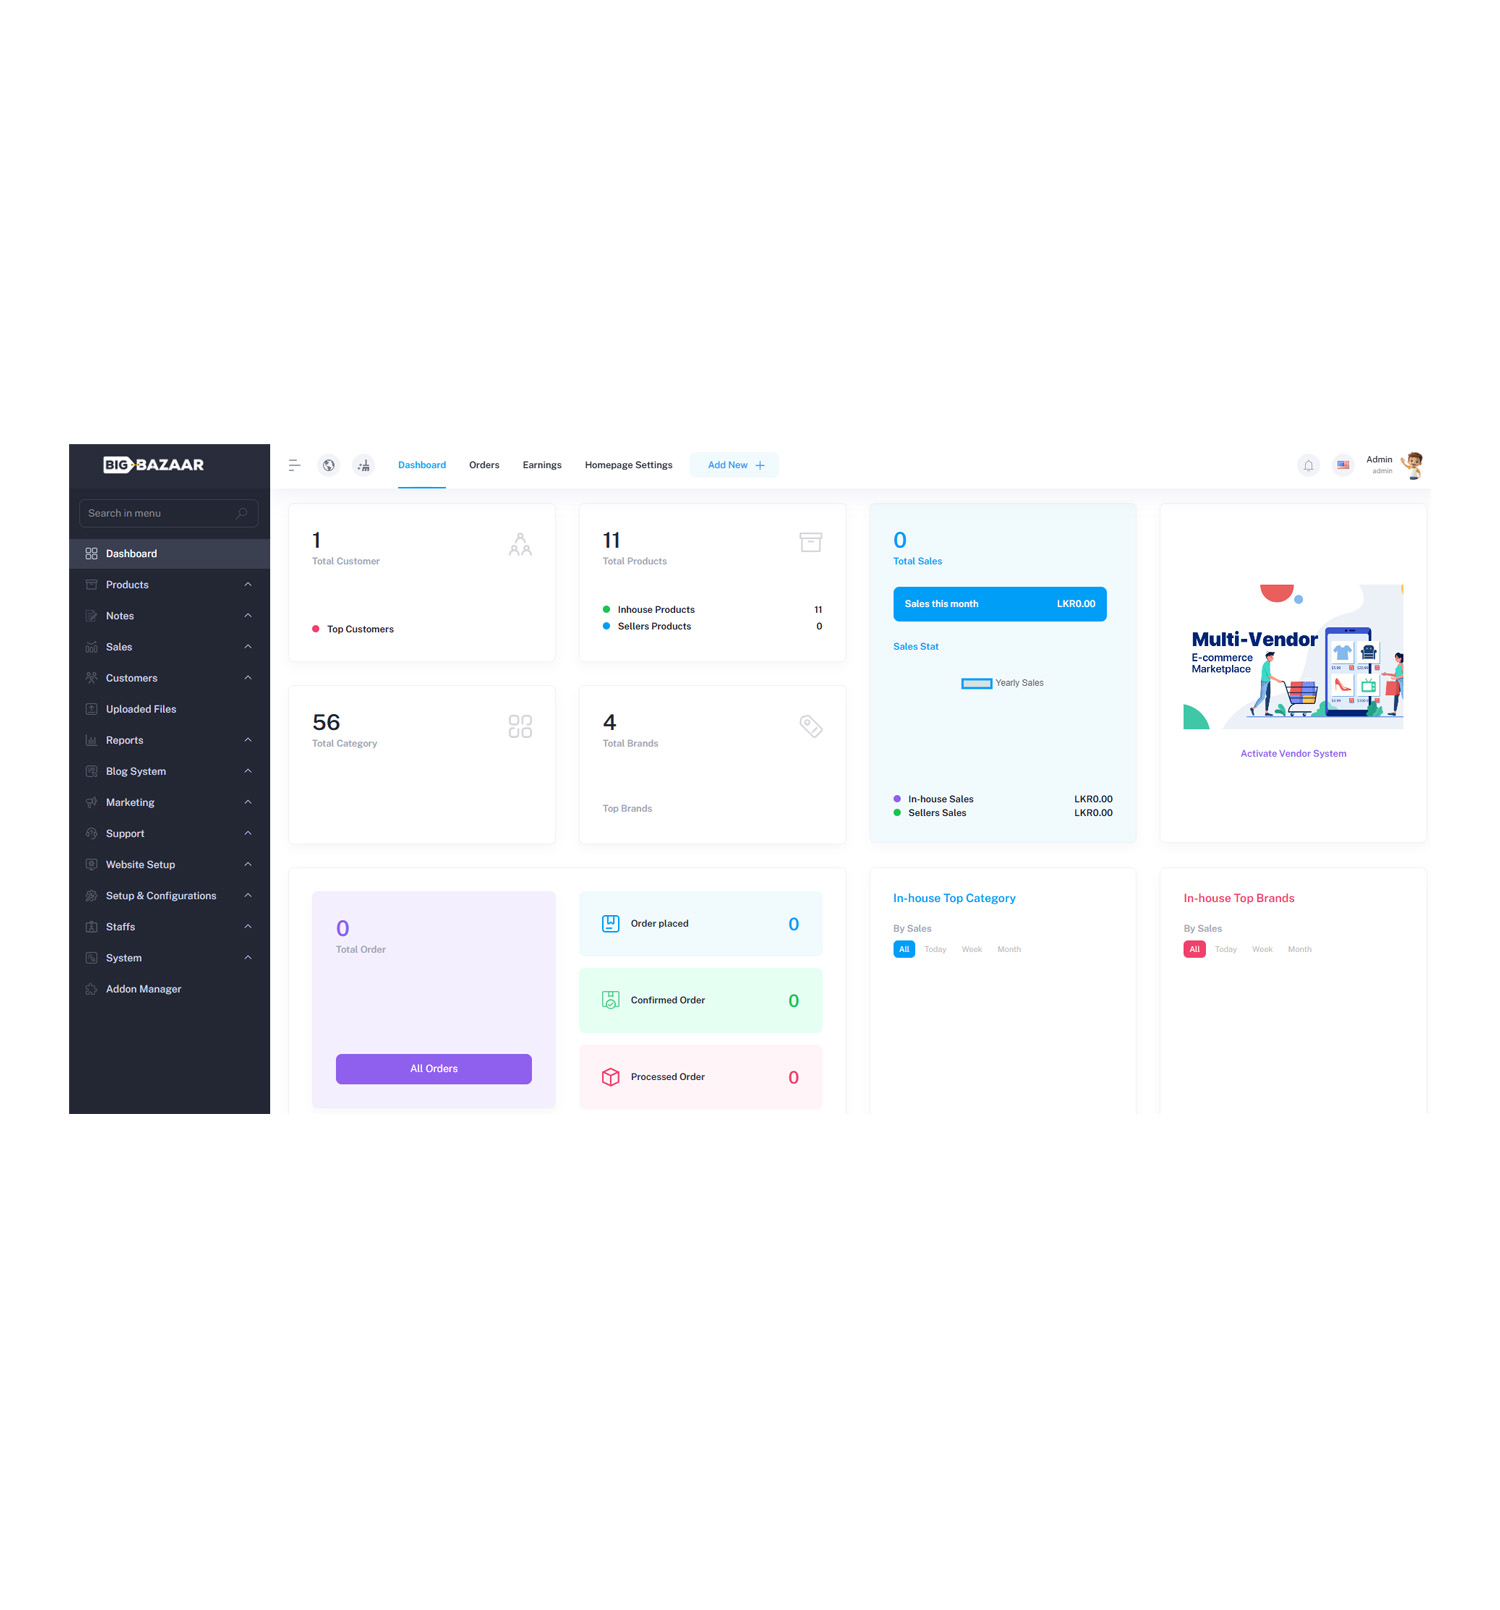 BIG BAZAAR
Search in menu
Dashboard
Products
Notes
Sales
Customers
Uploaded Files
Reports
Blog System
Marketing
Support
Website Setup
Setup & Configurations
Staffs
System
Addon Manager
Dashboard Orders Earnings Homepage Settings Add New
Admin
admin
1
Total Customer
Top Customers
11
Total Products
Inhouse Products 11
Sellers Products 0
0
Total Sales
Sales this month LKR0.00
Sales Stat
Yearly Sales
In-house Sales LKR0.00
Sellers Sales LKR0.00
Multi-Vendor
E-commerce
Marketplace
Activate Vendor System
56
Total Category
4
Total Brands
Top Brands
0
Total Order
All Orders
Order placed 0
Confirmed Order 0
Processed Order 0
In-house Top Category
By Sales
All Today Week Month
In-house Top Brands
By Sales
All Today Week Month